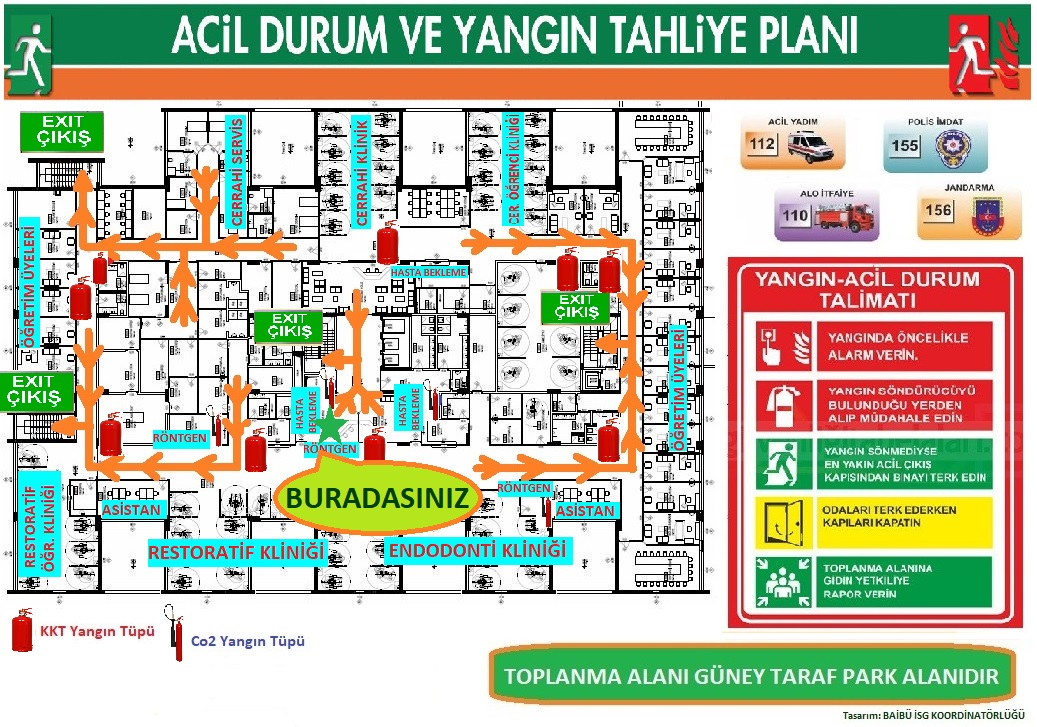 ACİL DURUM VE YANGIN TAHLİYE PLANI
EXIT
ÇIKIŞ
CERRAHİ SERVİS
CERRAHİ KLİNİK
CER. ÖĞRENCİ KLİNİĞİ
ACİL YADIM
112
POLİS İMDAT
155
ALO İTFAİYE
110
JANDARMA
156
ÖĞRETİM ÜYELERİ
HASTA BEKLEME
EXIT
ÇIKIŞ
EXIT
ÇIKIŞ
ÖĞRETİM ÜYELERİ
EXIT
ÇIKIŞ
HASTA
BEKLEME
HASTA
BEKLEME
RÖNTGEN
RÖNTGEN
BURADASINIZ
RÖNTGEN
RESTORATİF
ÖĞR. KLİNİĞİ
ASİSTAN
ASİSTAN
RESTORATİF KLİNİĞİ
ENDODONTİ KLİNİĞİ
YANGIN-ACİL DURUM
TALİMATI
YANGINDA ÖNCELİKLE
ALARM VERİN.
YANGIN SÖNDÜRÜCÜYÜ
BULUNDUĞU YERDEN
ALIP MÜDAHALE EDİN
YANGIN SÖNMEDİYSE
EN YAKIN ACİL ÇIKIŞ
KAPISINDAN BİNAYI TERK EDİN
ODALARI TERK EDERKEN
KAPILARI KAPATIN
TOPLANMA ALANINA
GİDİN YETKİLİYE
RAPOR VERİN
KKT Yangın Tüpü
Co2 Yangın Tüpü
TOPLANMA ALANI GÜNEY TARAF PARK ALANIDIR
Tasarım: BAİBÜ İSG KOORDİNATÖRLÜĞÜ